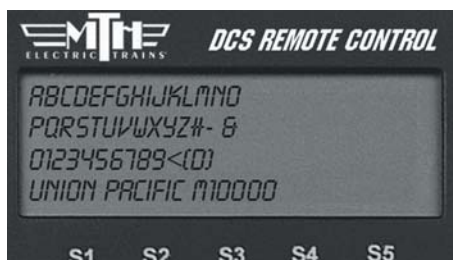 MTH
ELECTRIC TRAINS
DCS REMOTE CONTROL
ABCDEFGHIJKLMNO
PQRSTUVWXYZ#- &
0123456789<(D)
UNION PACIFIC M10000
S1 S2 S3 S4 S5